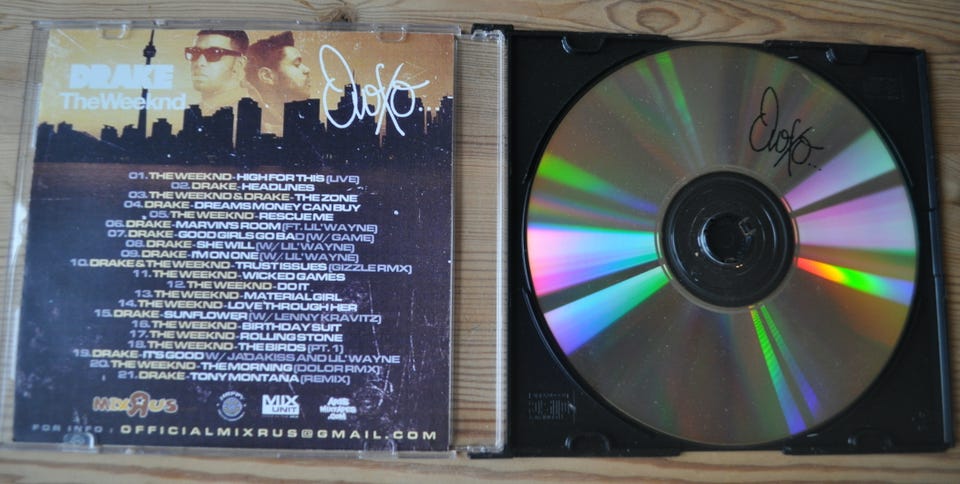 DRAKE
TheWeeknd
OVOXO...
01. THE WEEKND - HIGH FOR THIS (LIVE)
02. DRAKE - HEADLINES
03. THE WEEKND & DRAKE - THE ZONE
04. DRAKE - DREAMS MONEY CAN BUY
05. THE WEEKND - RESCUE ME
06. DRAKE - MARVIN'S ROOM (FT. LIL' WAYNE)
07. DRAKE - GOOD GIRLS GO BAD (W/ GAME)
08. DRAKE - SHE WILL (W/ LIL' WAYNE)
09. DRAKE - I'M ON ONE (W/ LIL' WAYNE)
10. DRAKE & THE WEEKND - TRUST ISSUES (GIZZLE RMX)
11. THE WEEKND - WICKED GAMES
12. THE WEEKND - DO IT
13. THE WEEKND - MATERIAL GIRL
14. THE WEEKND - LOVE THROUGH HER
15. DRAKE - SUNFLOWER (W/ LENNY KRAVITZ)
16. THE WEEKND - BIRTHDAY SUIT
17. THE WEEKND - ROLLING STONE
18. THE WEEKND - THE BIRDS (PT. 1)
19. DRAKE - IT'S GOOD W/ JADAKISS AND LIL' WAYNE
20. THE WEEKND - THE MORNING (DOLOR RMX)
21. DRAKE - TONY MONTANA (REMIX)
MIX R US
MIX
UNIT
MIXTAPES
.COM
FOR INFO : OFFICIALMIXRUS@GMAIL.COM
OVOXO...